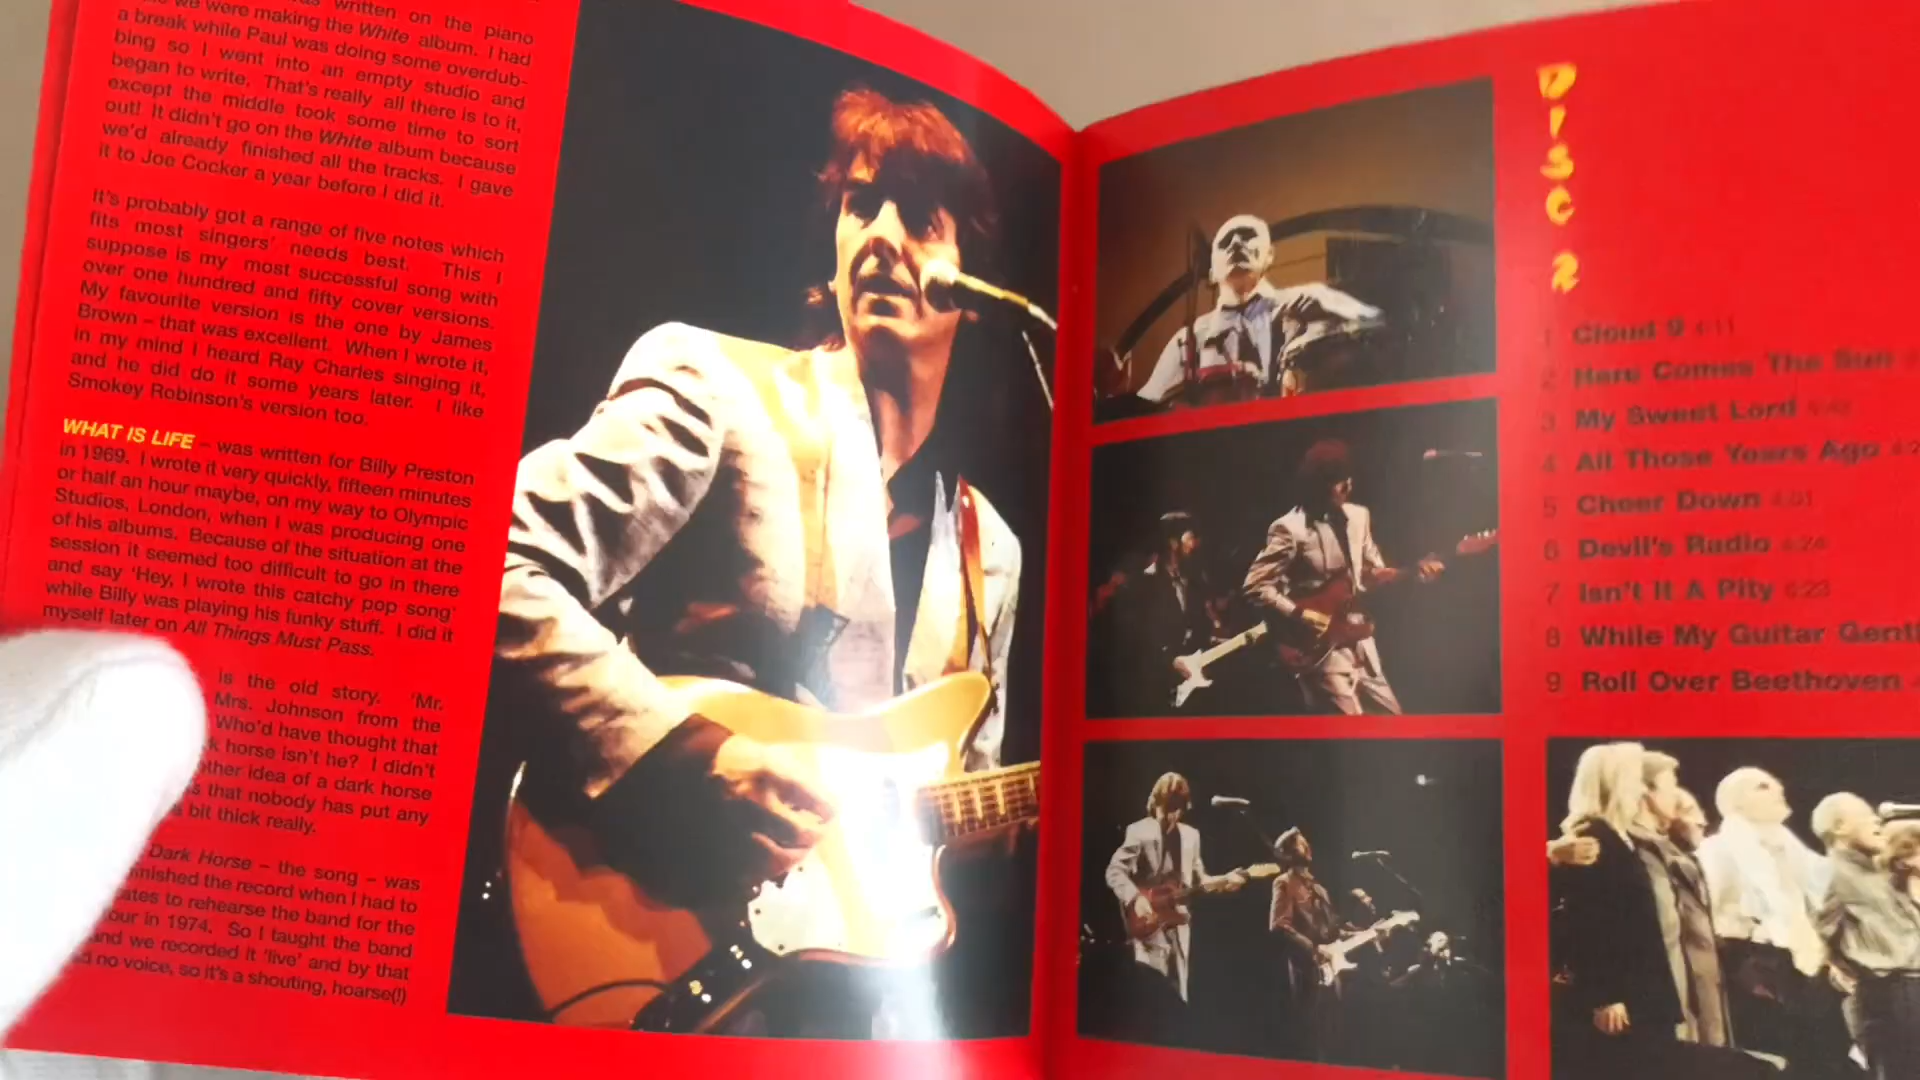 was written on the piano
we were making the White album. I had
a break while Paul was doing some overdub-
bing so I went into an empty studio and
began to write. That's really all there is to it,
except the middle took some time to sort
out! It didn't go on the White album because
we'd already finished all the tracks. I gave
it to Joe Cocker a year before I did it.
It's probably got a range of five notes which
fits most singers' needs best. This I
suppose is my most successful song with
over one hundred and fifty cover versions.
My favourite version is the one by James
Brown – that was excellent. When I wrote it,
in my mind I heard Ray Charles singing it,
and he did do it some years later. I like
Smokey Robinson's version too.
WHAT IS LIFE – was written for Billy Preston
in 1969. I wrote it very quickly, fifteen minutes
or half an hour maybe, on my way to Olympic
Studios, London, when I was producing one
of his albums. Because of the situation at the
session it seemed too difficult to go in there
and say 'Hey, I wrote this catchy pop song'
while Billy was playing his funky stuff. I did it
myself later on All Things Must Pass.
is the old story. 'Mr.
Mrs. Johnson from the
Who'd have thought that
horse isn't he? I didn't
other idea of a dark horse
that nobody has put any
bit thick really.
Dark Horse – the song – was
the record when I had to
to rehearse the band for the
our in 1974. So I taught the band
and we recorded it 'live' and by that
no voice, so it's a shouting, hoarse(!)
DISC 2
1 Cloud 9 4:11
2 Here Comes The Sun
3 My Sweet Lord
4 All Those Years Ago
5 Cheer Down 4:01
6 Devil's Radio 4:24
7 Isn't It A Pity 6:23
8 While My Guitar
9 Roll Over Beethoven